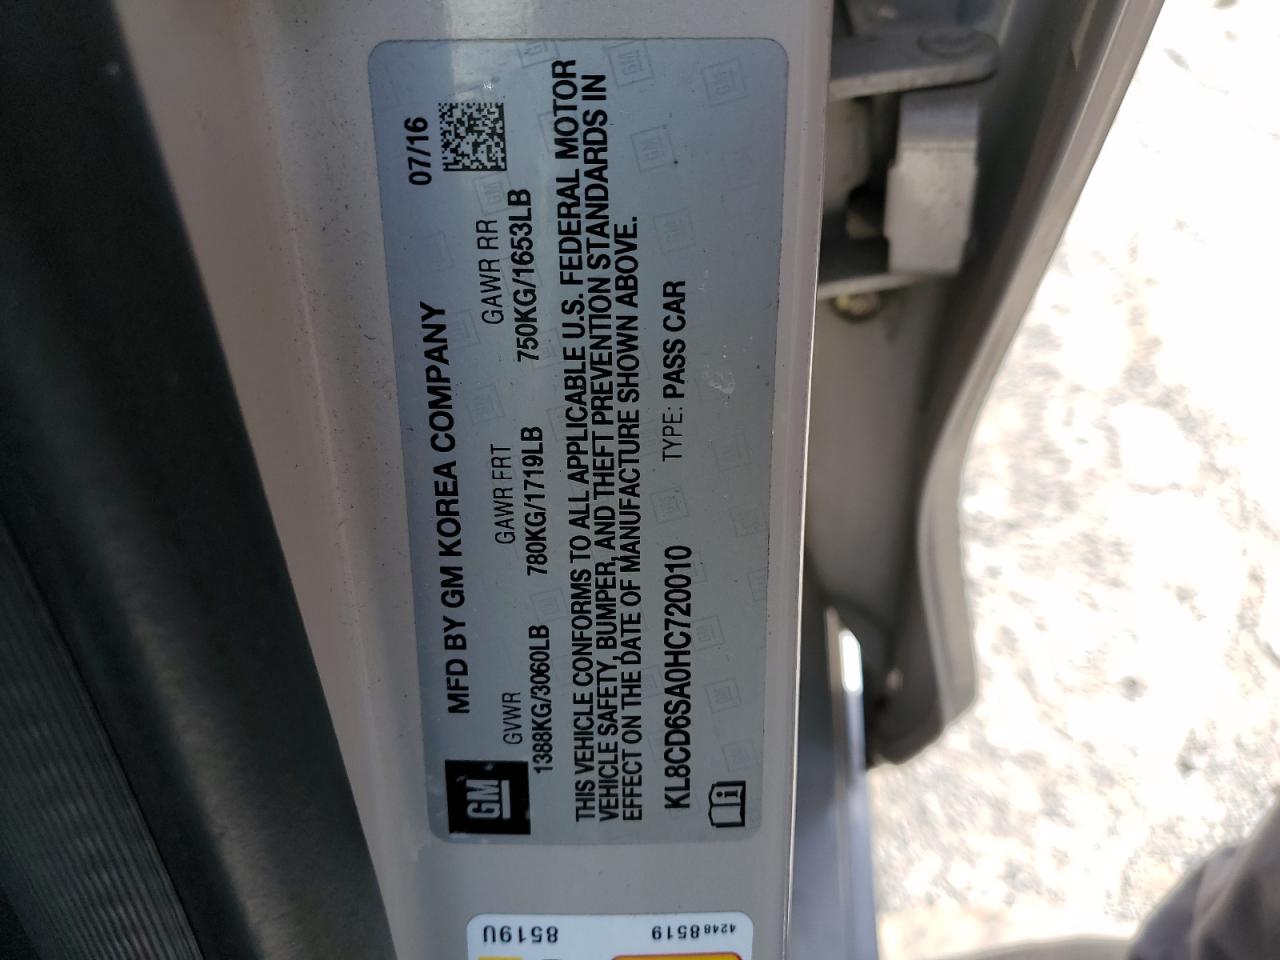 MFD BY GM KOREA COMPANY 07/16
GM
GVWR GAWR FRT GAWR RR
1388KG/3060LB 780KG/1719LB 750KG/1653LB
THIS VEHICLE CONFORMS TO ALL APPLICABLE U.S. FEDERAL MOTOR
VEHICLE SAFETY, BUMPER, AND THEFT PREVENTION STANDARDS IN
EFFECT ON THE DATE OF MANUFACTURE SHOWN ABOVE.
KL8CD6SA0HC720010 TYPE: PASS CAR
8519U 42488519